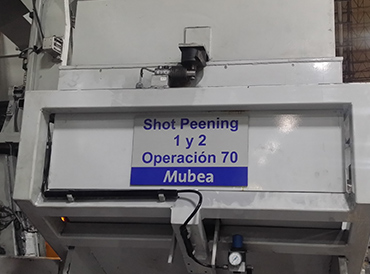 Shot Peening
1 y 2
Operación 70
Mubea